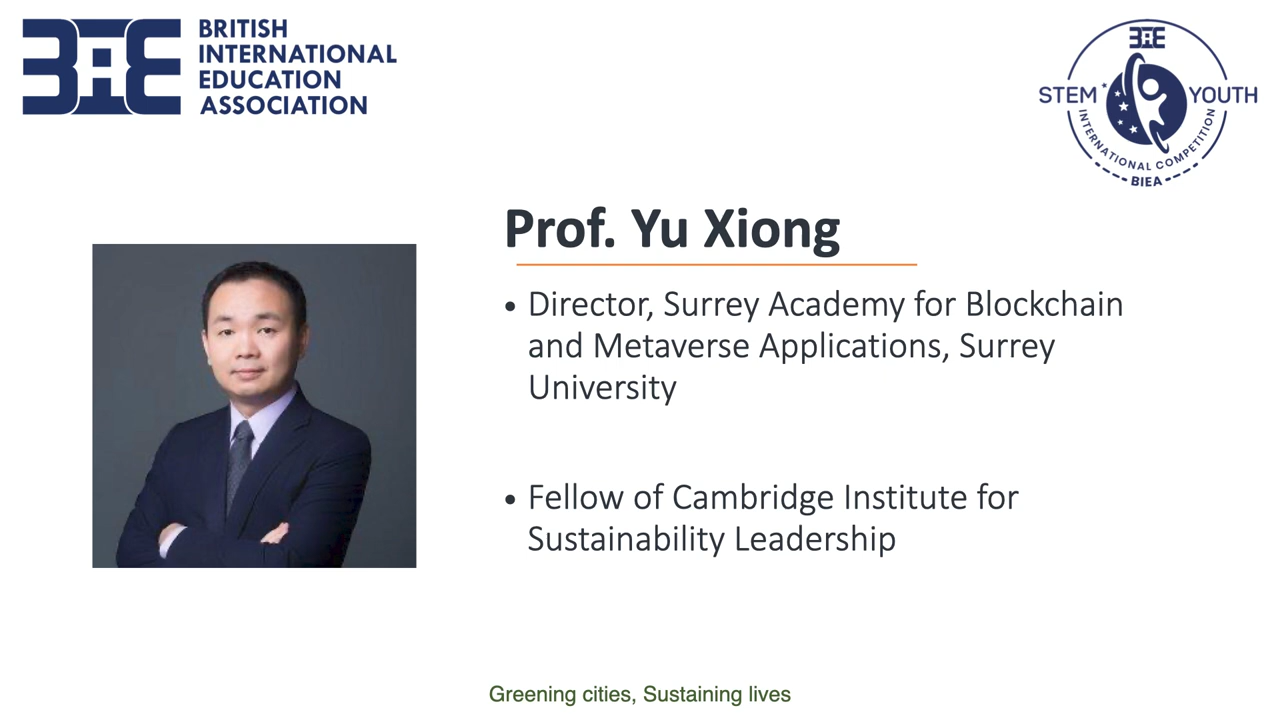 BRITISH
INTERNATIONAL
EDUCATION
ASSOCIATION
STEM YOUTH
INTERNATIONAL COMPETITION
BIEA
Prof. Yu Xiong
• Director, Surrey Academy for Blockchain
and Metaverse Applications, Surrey
University
• Fellow of Cambridge Institute for
Sustainability Leadership
Greening cities, Sustaining lives